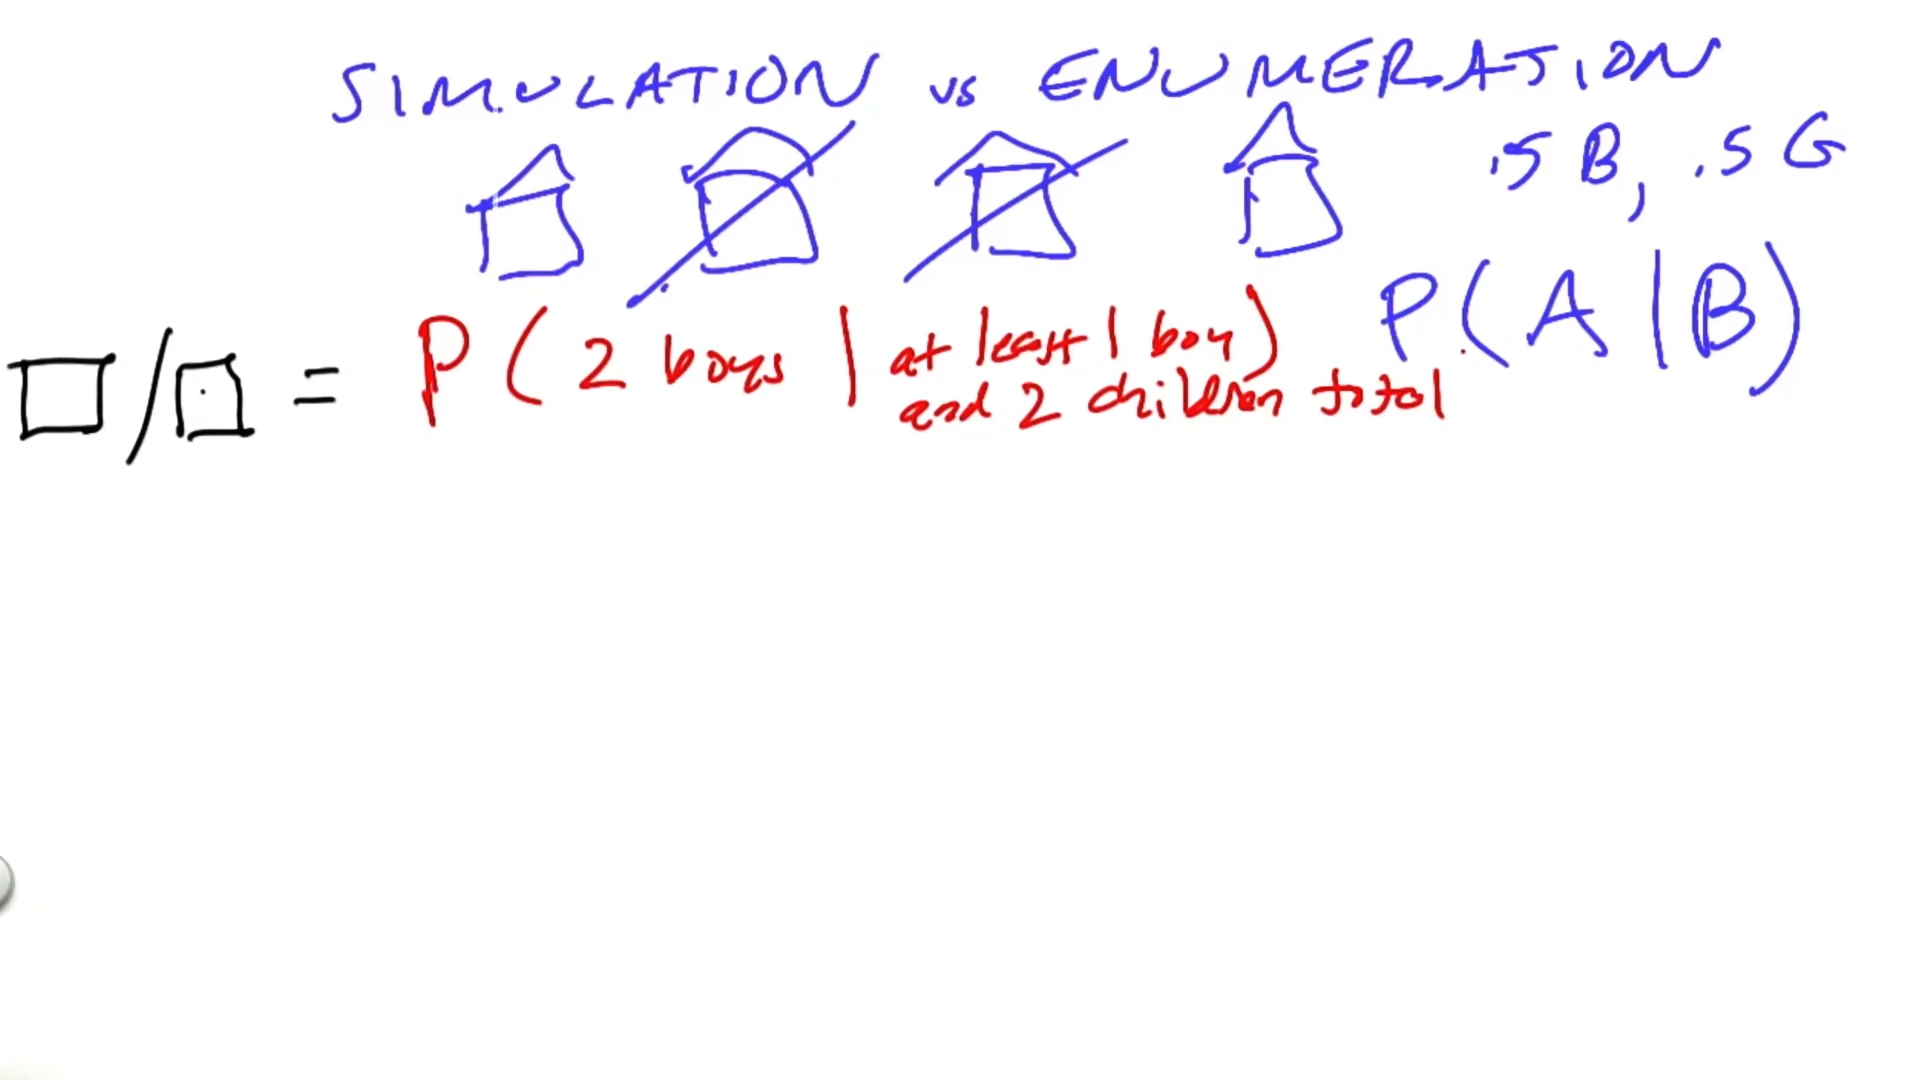 SIMULATION vs ENUMERATION
.5 B, .5 G
P(A|B)
□/□ = P(2 boys | at least 1 boy)
and 2 children total